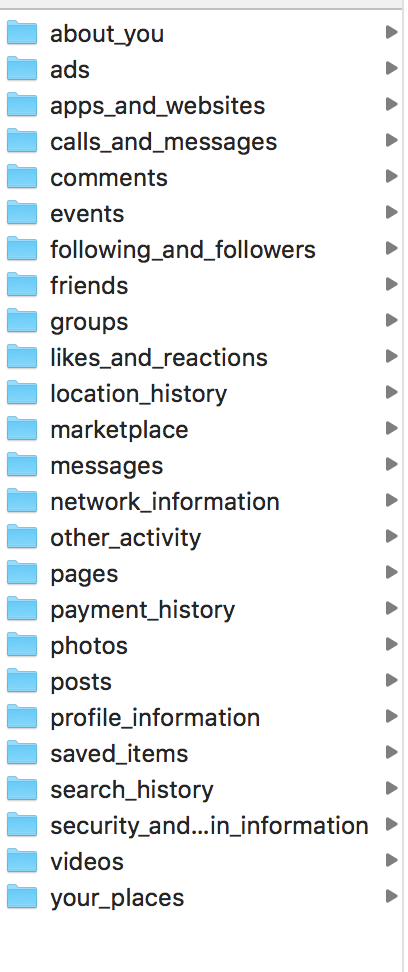 about_you
ads
apps_and_websites
calls_and_messages
comments
events
following_and_followers
friends
groups
likes_and_reactions
location_history
marketplace
messages
network_information
other_activity
pages
payment_history
photos
posts
profile_information
saved_items
search_history
security_and...in_information
videos
your_places